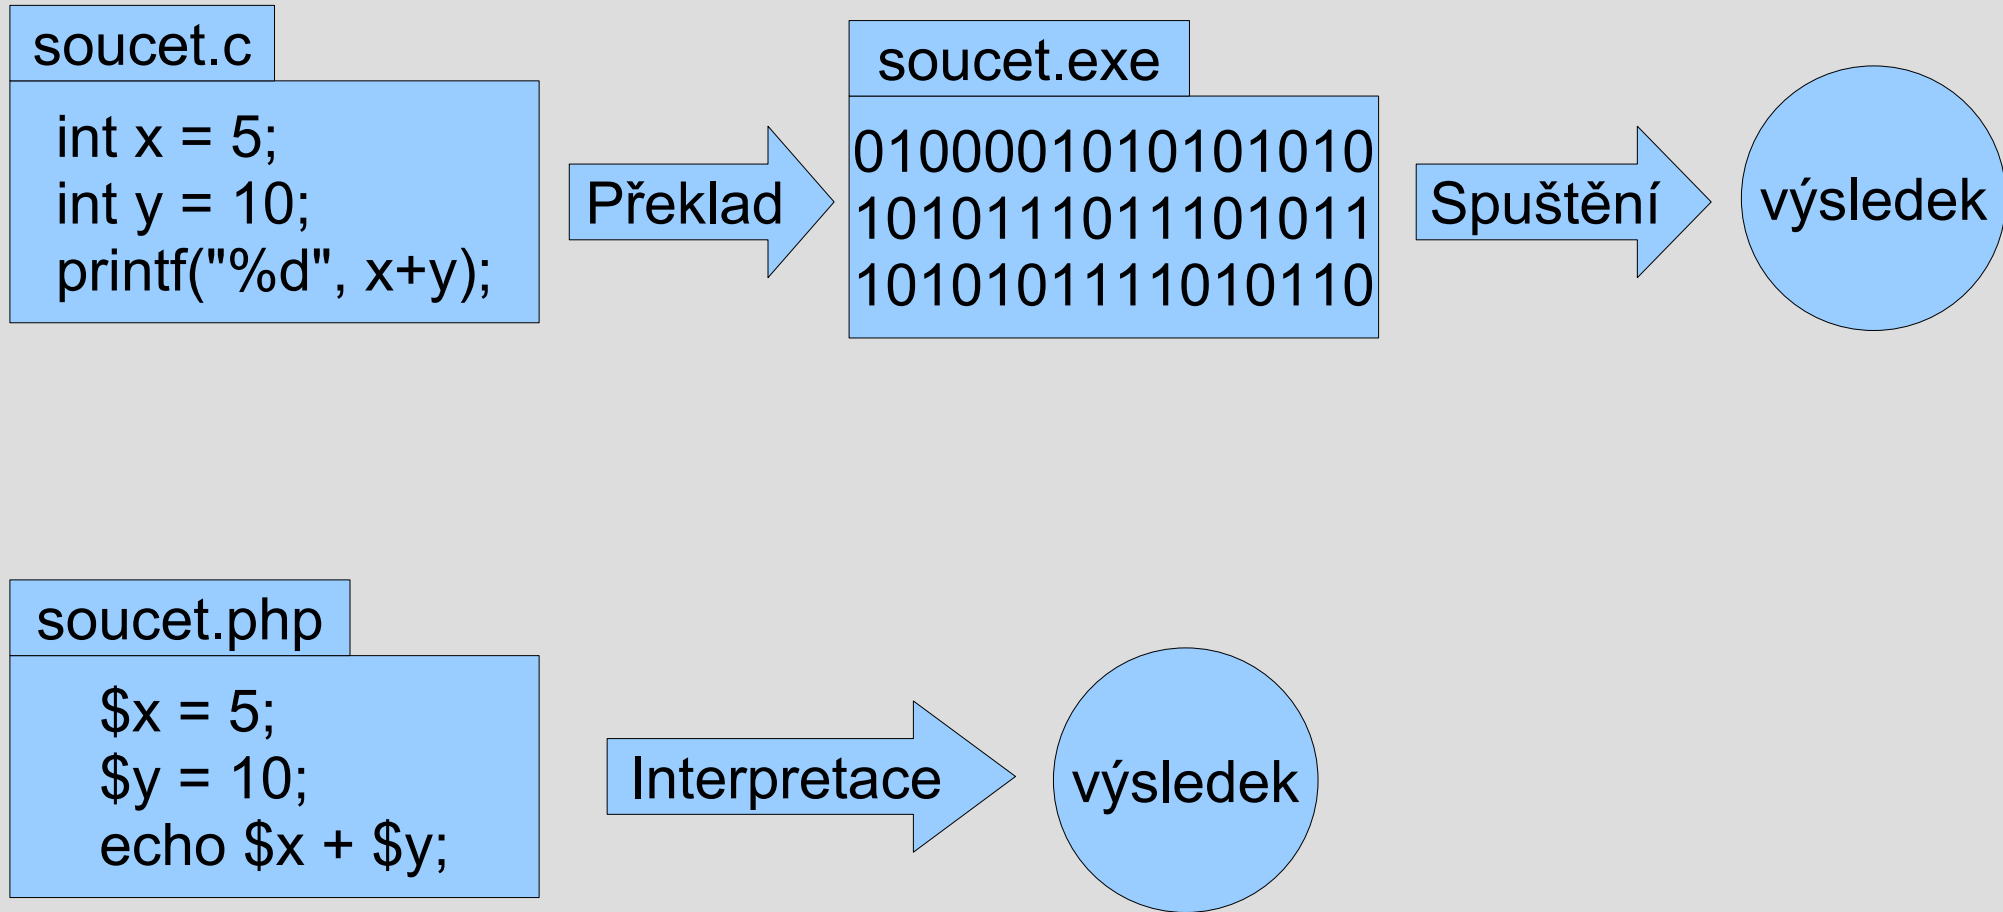 soucet.c
int x = 5;
int y = 10;
printf("%d", x+y);
Překlad
soucet.exe
0100001010101010
1010111011101011
1010101111010110
Spuštění
výsledek
soucet.php
$x = 5;
$y = 10;
echo $x + $y;
Interpretace
výsledek